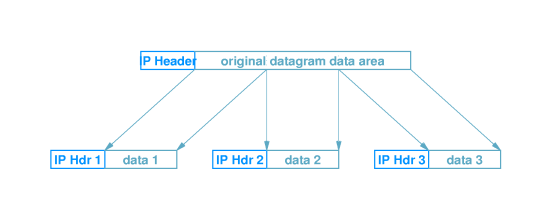 IP Header original datagram data area
IP Hdr 1 data 1 IP Hdr 2 data 2 IP Hdr 3 data 3